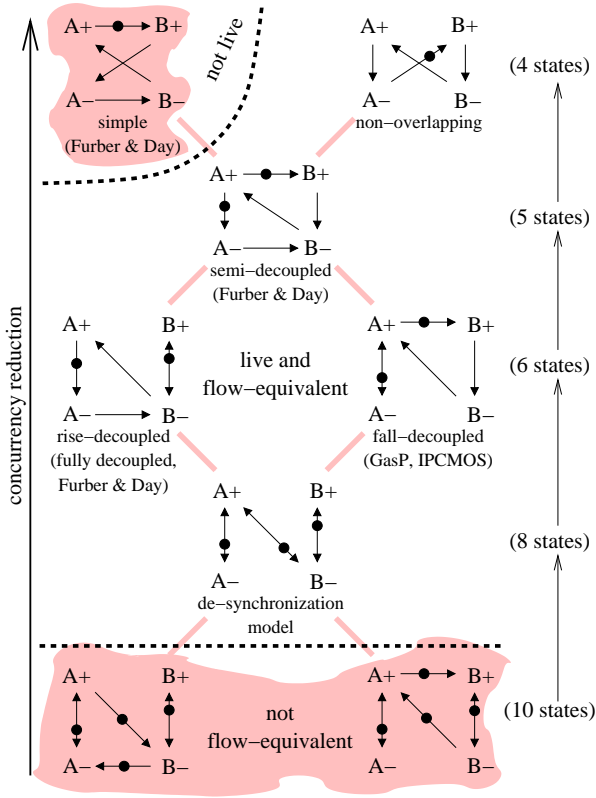 A+ B+
A− B−
simple
(Furber & Day)
not live
A+ B+
A− B−
non−overlapping
(4 states)
A+ B+
A− B−
semi−decoupled
(Furber & Day)
(5 states)
concurrency reduction
A+ B+
A− B−
rise−decoupled
(fully decoupled,
Furber & Day)
live and
flow−equivalent
A+ B+
A− B−
fall−decoupled
(GasP, IPCMOS)
(6 states)
A+ B+
A− B−
de−synchronization
model
(8 states)
A+ B+
A− B−
not
flow−equivalent
A+ B+
A− B−
(10 states)